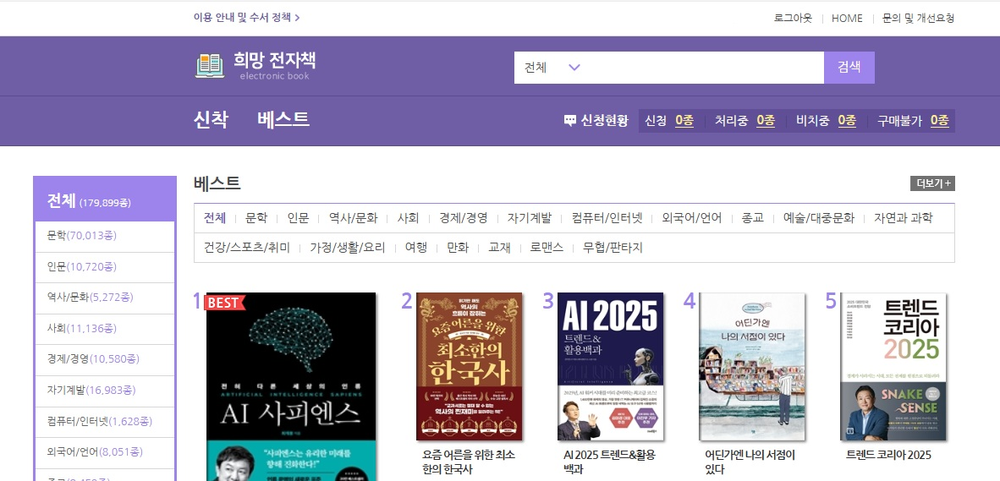 이용 안내 및 수서 정책 >
로그아웃 | HOME | 문의 및 개선요청
희망 전자책
electronic book
전체
검색
신착 베스트
신청현황 신청 0종 처리중 0종 비치중 0종 구매불가 0종
전체 (179,899종)
문학(70,013종)
인문(10,720종)
역사/문화(5,272종)
사회(11,136종)
경제/경영(10,580종)
자기계발(16,983종)
컴퓨터/인터넷(1,628종)
외국어/언어(8,051종)
베스트
더보기 +
전체 | 문학 | 인문 | 역사/문화 | 사회 | 경제/경영 | 자기계발 | 컴퓨터/인터넷 | 외국어/언어 | 종교 | 예술/대중문화 | 자연과 과학
건강/스포츠/취미 | 가정/생활/요리 | 여행 | 만화 | 교재 | 로맨스 | 무협/판타지
1 BEST
전혀 다른 세상의 인류
ARTIFICIAL INTELLIGENCE SAPIENS
AI 사피엔스
"사피엔스는 유리한 미래를
향해 진화한다!"
2
읽기만 해도
역사의
흐름이 잡히는
요즘 어른을 위한
최소한의
한국사
요즘 어른을 위한 최소
한의 한국사
3
AI 2025
트렌드&
활용백과
AI 2025 트렌드&활용
백과
4
어딘가엔
나의 서점이 있다
어딘가엔 나의 서점이
있다
5
트렌드
코리아
2025
SNAKE
SENSE
트렌드 코리아 2025